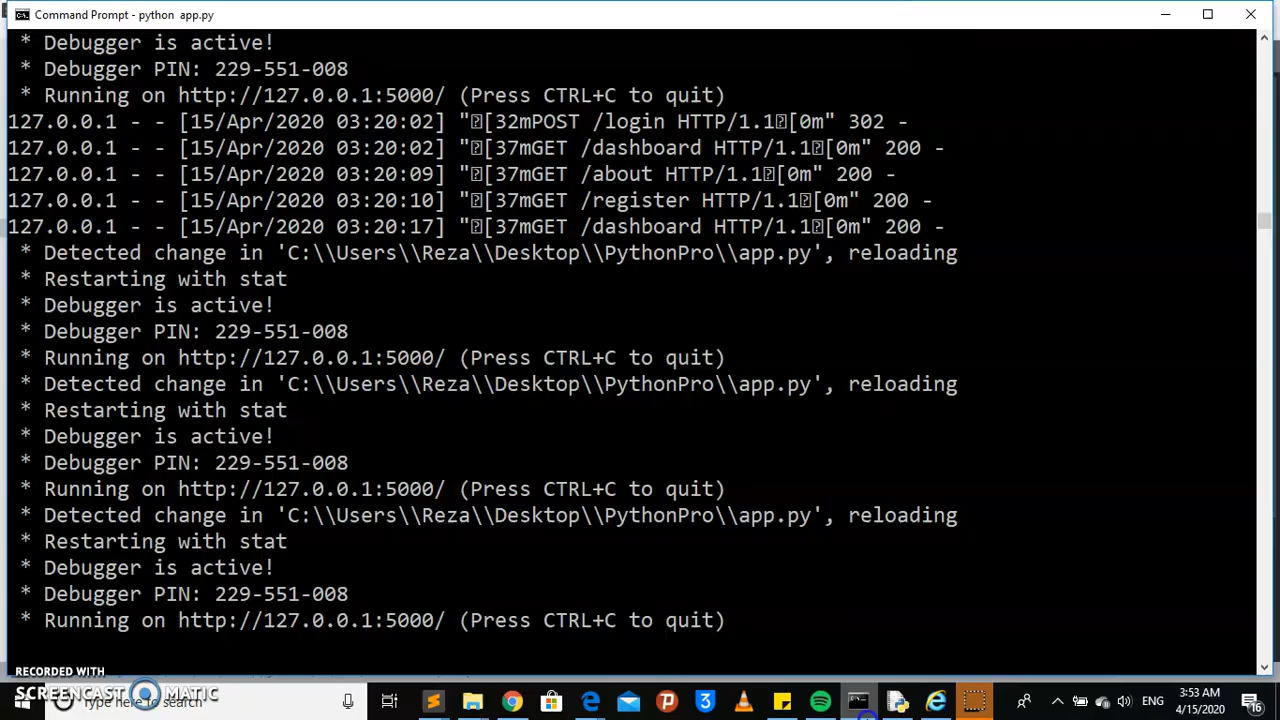 Command Prompt - python  app.py
* Debugger is active!
* Debugger PIN: 229-551-008
* Running on http://127.0.0.1:5000/ (Press CTRL+C to quit)
127.0.0.1 - - [15/Apr/2020 03:20:02] "[32mPOST /login HTTP/1.1[0m" 302 -
127.0.0.1 - - [15/Apr/2020 03:20:02] "[37mGET /dashboard HTTP/1.1[0m" 200 -
127.0.0.1 - - [15/Apr/2020 03:20:09] "[37mGET /about HTTP/1.1[0m" 200 -
127.0.0.1 - - [15/Apr/2020 03:20:10] "[37mGET /register HTTP/1.1[0m" 200 -
127.0.0.1 - - [15/Apr/2020 03:20:17] "[37mGET /dashboard HTTP/1.1[0m" 200 -
* Detected change in 'C:\\Users\\Reza\\Desktop\\PythonPro\\app.py', reloading
* Restarting with stat
* Debugger is active!
* Debugger PIN: 229-551-008
* Running on http://127.0.0.1:5000/ (Press CTRL+C to quit)
* Detected change in 'C:\\Users\\Reza\\Desktop\\PythonPro\\app.py', reloading
* Restarting with stat
* Debugger is active!
* Debugger PIN: 229-551-008
* Running on http://127.0.0.1:5000/ (Press CTRL+C to quit)
* Detected change in 'C:\\Users\\Reza\\Desktop\\PythonPro\\app.py', reloading
* Restarting with stat
* Debugger is active!
* Debugger PIN: 229-551-008
* Running on http://127.0.0.1:5000/ (Press CTRL+C to quit)
RECORDED WITH
SCREENCAST MATIC
Type here to search
ENG
3:53 AM
4/15/2020
16